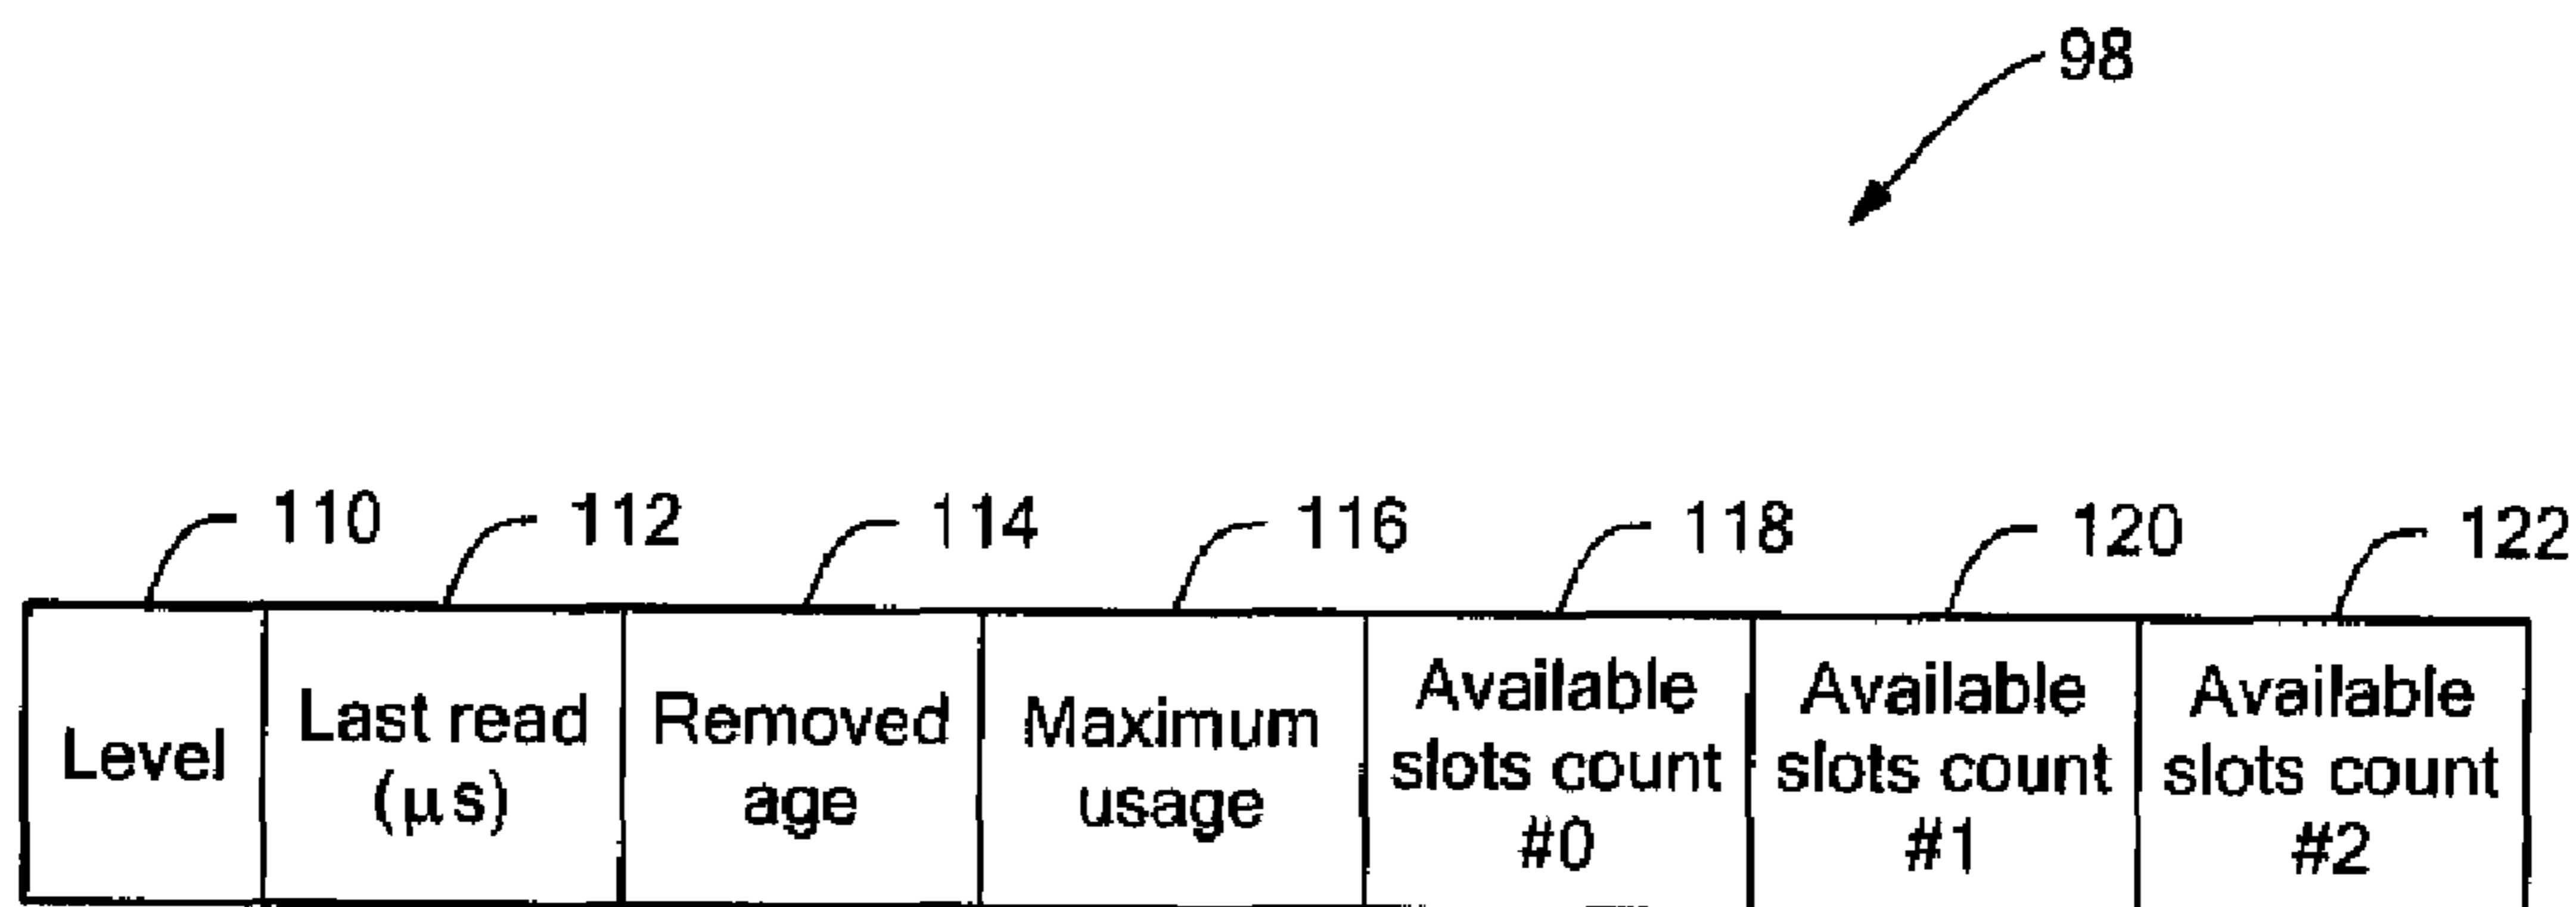 98
110 112 114 116 118 120 122
Level
Last read
(μs)
Removed
age
Maximum
usage
Available
slots count
#0
Available
slots count
#1
Available
slots count
#2